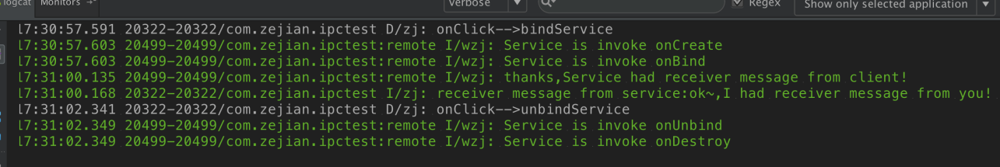 logcat Monitors Verbose Regex Show only selected application
17:30:57.591 20322-20322/com.zejian.ipctest D/zj: onClick-->bindService
17:30:57.603 20499-20499/com.zejian.ipctest:remote I/wzj: Service is invoke onCreate
17:30:57.603 20499-20499/com.zejian.ipctest:remote I/wzj: Service is invoke onBind
17:31:00.135 20499-20499/com.zejian.ipctest:remote I/wzj: thanks,Service had receiver message from client!
17:31:00.168 20322-20322/com.zejian.ipctest I/zj: receiver message from service:ok~,I had receiver message from you!
17:31:02.341 20322-20322/com.zejian.ipctest D/zj: onClick-->unbindService
17:31:02.349 20499-20499/com.zejian.ipctest:remote I/wzj: Service is invoke onUnbind
17:31:02.349 20499-20499/com.zejian.ipctest:remote I/wzj: Service is invoke onDestroy